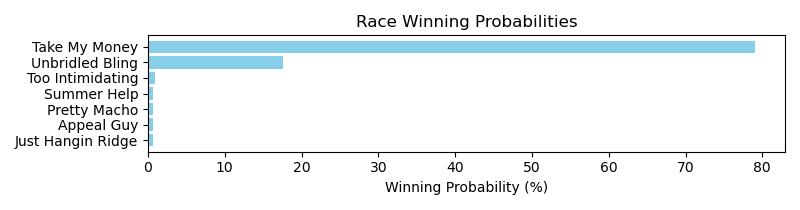 Race Winning Probabilities
Take My Money
Unbridled Bling
Too Intimidating
Summer Help
Pretty Macho
Appeal Guy
Just Hangin Ridge
0 10 20 30 40 50 60 70 80
Winning Probability (%)